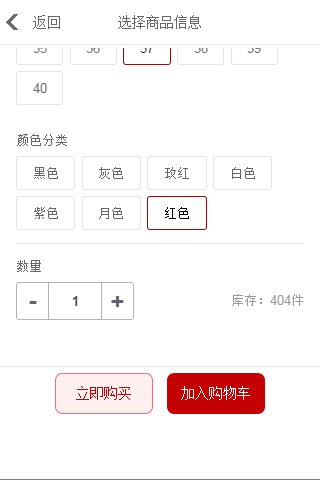 返回 选择商品信息
35 36 37 38 39
40
颜色分类
黑色 灰色 玫红 白色
紫色 月色 红色
数量
- 1 + 库存：404件
立即购买 加入购物车